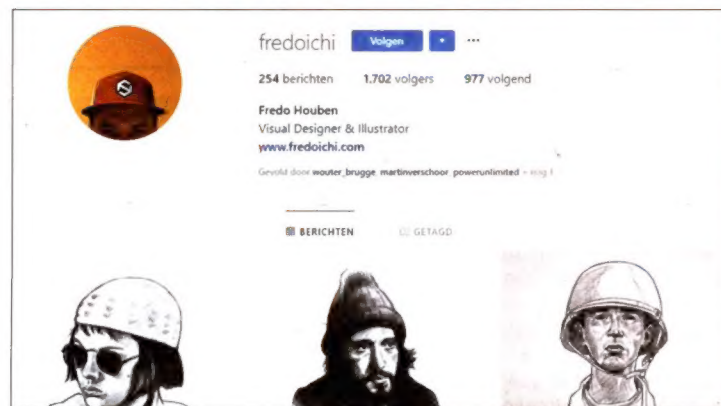 fredoichi Volgen ...
254 berichten 1.702 volgers 977 volgend
Fredo Houben
Visual Designer & Illustrator
www.fredoichi.com
Gevolgd door wouter_brugge, martinverschoor, powerunlimited + nog
BERICHTEN GETAGD